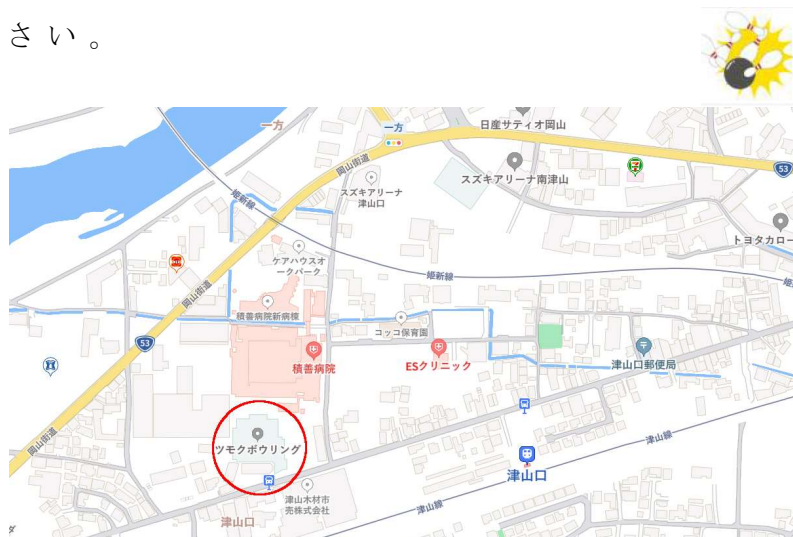 さい。
一方
一方
日産サティオ岡山
岡山街道
スズキアリーナ
津山口
スズキアリーナ南津山
53
トヨタカロー
姫新線
ケアハウスオ
ークパーク
姫新線
姫
岡山街道
積善病院新病棟
コッコ保育園
53
積善病院
ESクリニック
津山口郵便局
岡山街道
ツモクボウリング
津山線
津山口
津山木材市
売株式会社
津山線
津山口
ダ